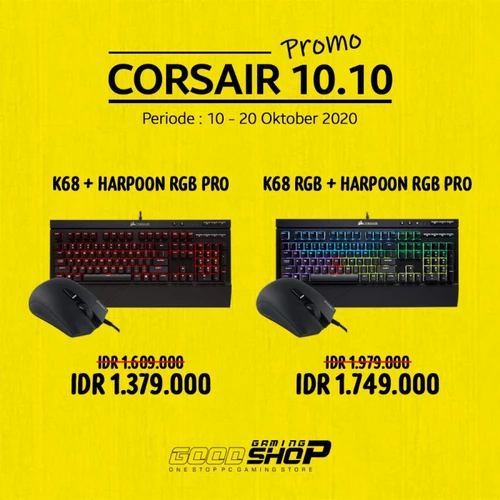 Promo
CORSAIR 10.10
Periode : 10 - 20 Oktober 2020
K68 + HARPOON RGB PRO
K68 RGB + HARPOON RGB PRO
CORSAIR
CORSAIR
IDR 1.609.000
IDR 1.379.000
IDR 1.979.000
IDR 1.749.000
GAMING
GOOD SHOP
ONE STOP PC GAMING STORE